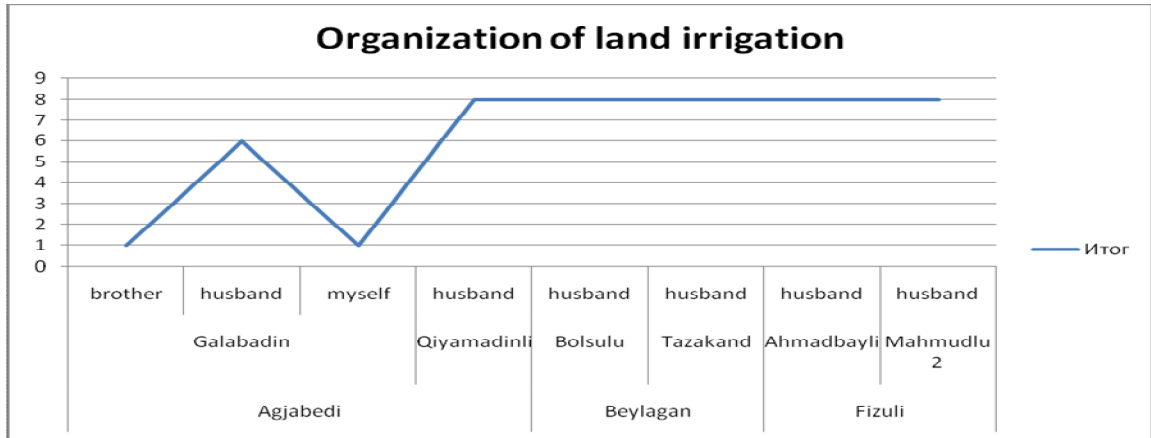 Organization of land irrigation
9
8
7
6
5
4
3
2
1
0
Итог
brother husband myself husband husband husband husband husband
Galabadin Qiyamadinli Bolsulu Tazakand Ahmadbayli Mahmudlu
2
Agjabedi Beylagan Fizuli